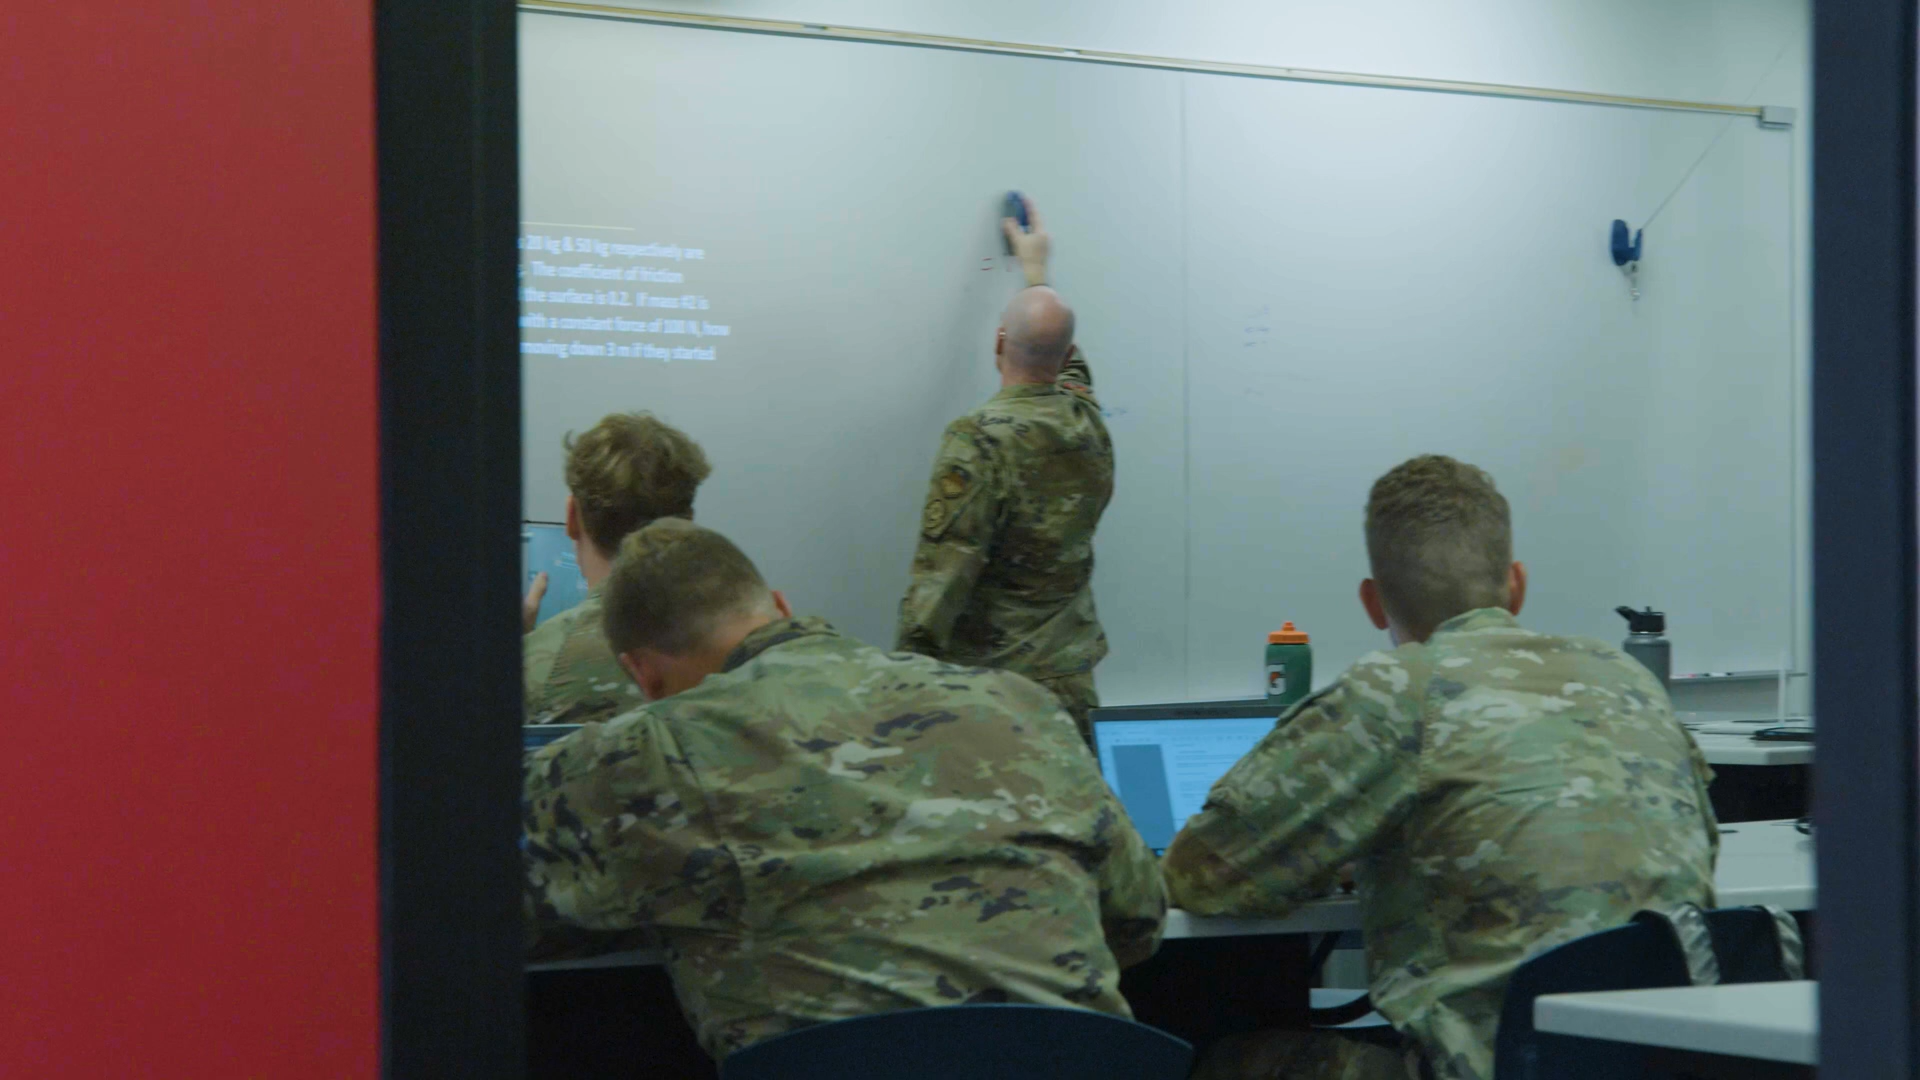 20 kg & 50 kg respectively are
The coefficient of friction
the surface is 0.2. If mass #2 is
with a constant force of 100 N, how
moving down 3 m if they started
G